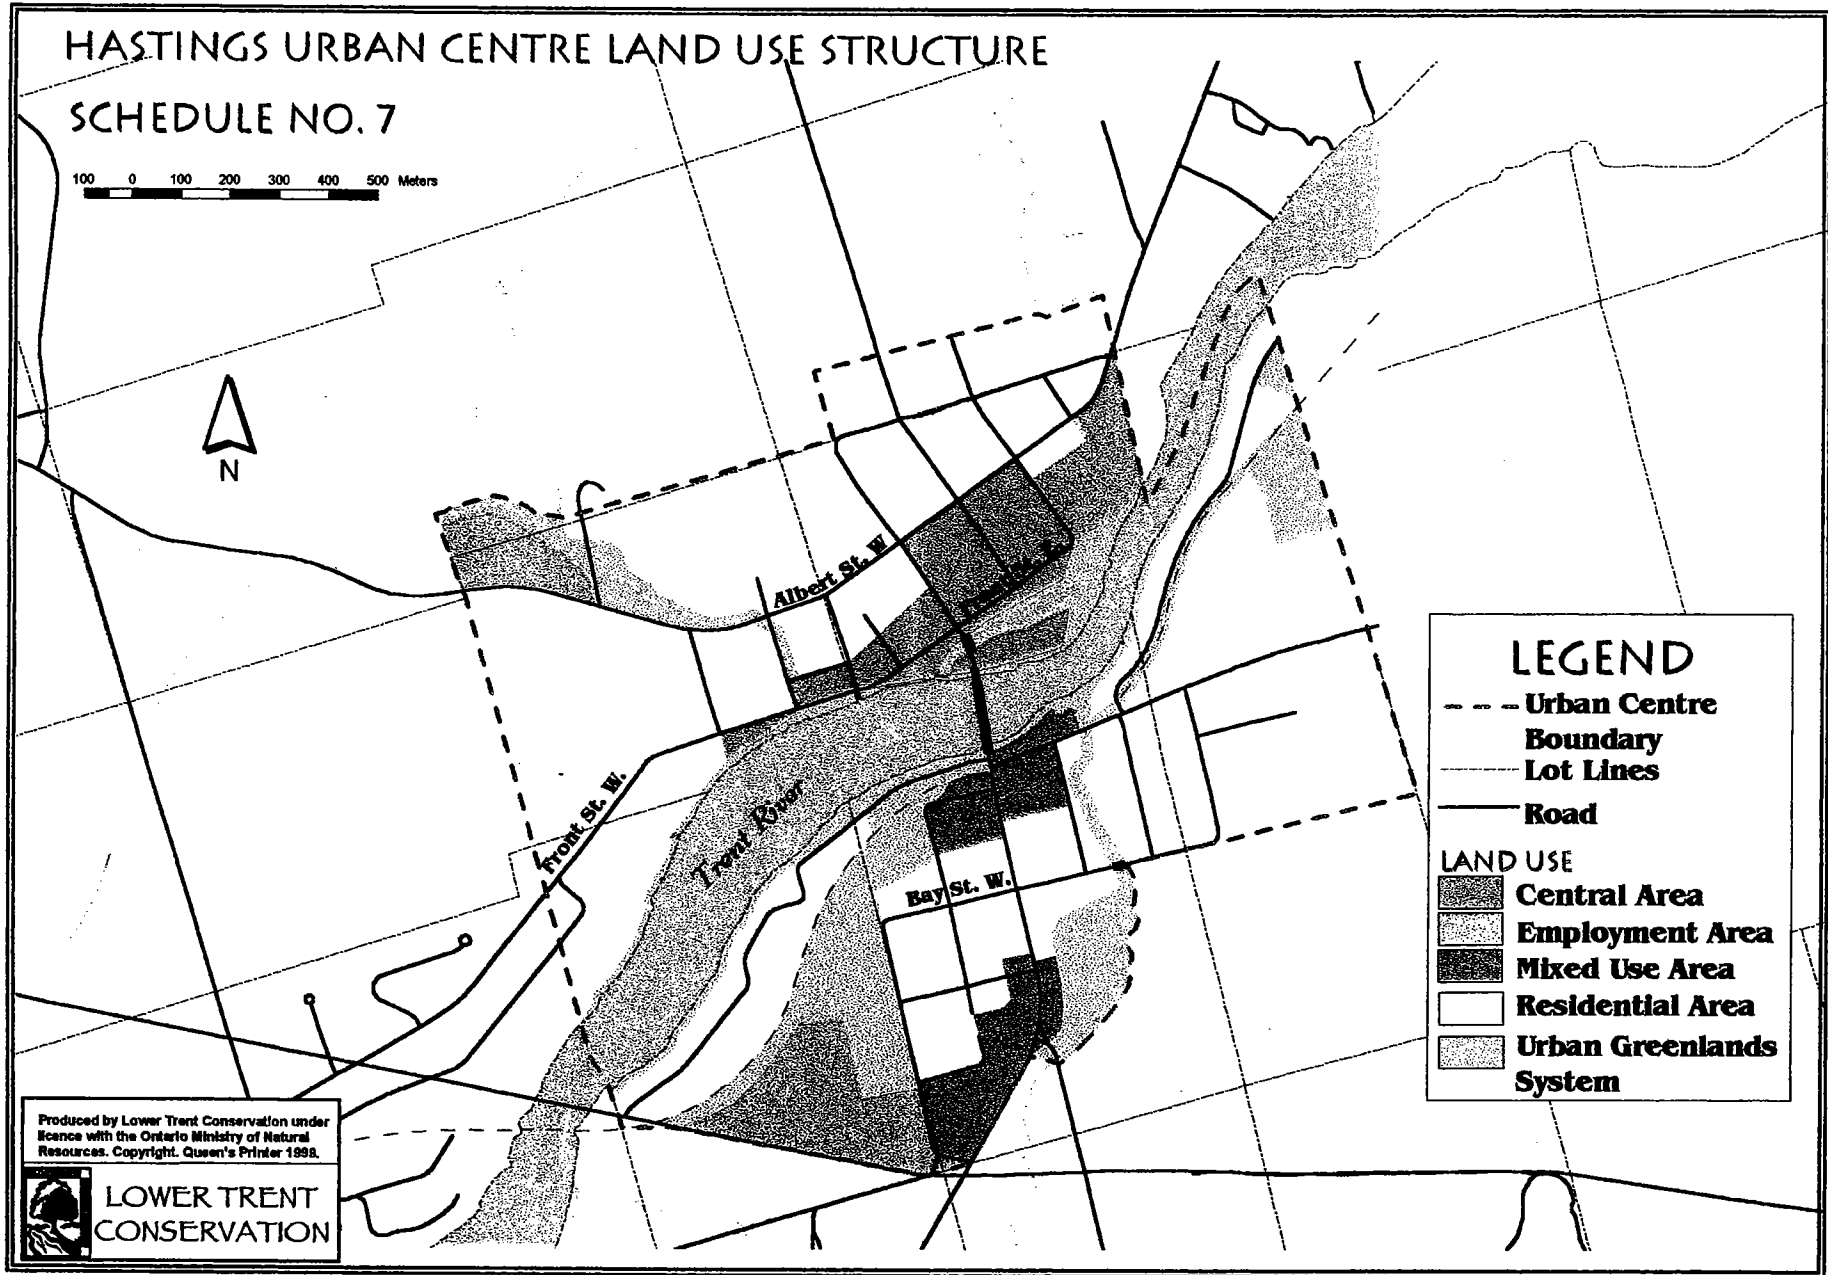 HASTINGS URBAN CENTRE LAND USE STRUCTURE
SCHEDULE NO. 7
100 0 100 200 300 400 500 Meters
N
Albert St. W
Front St. E.
Front St. W.
Trent River
Bay St. W.
LEGEND
Urban Centre
Boundary
Lot Lines
Road
LAND USE
Central Area
Employment Area
Mixed Use Area
Residential Area
Urban Greenlands
System
Produced by Lower Trent Conservation under
licence with the Ontario Ministry of Natural
Resources. Copyright. Queen's Printer 1998.
LOWER TRENT
CONSERVATION